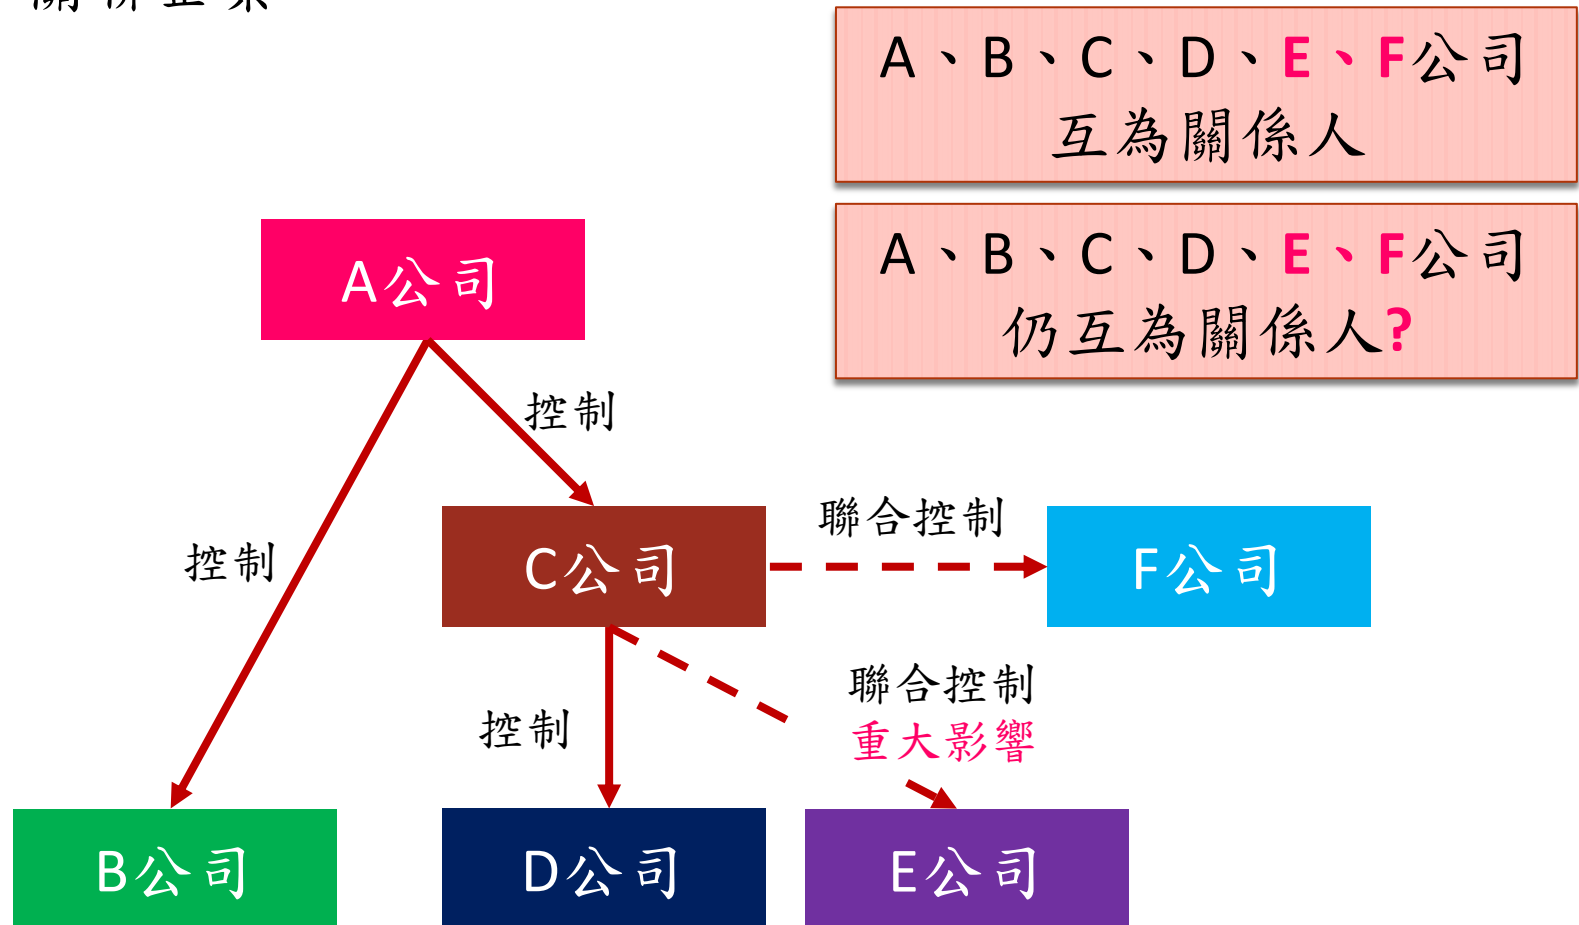 A、B、C、D、E、F公司
互為關係人
A、B、C、D、E、F公司
仍互為關係人?
A公司
控制
控制
聯合控制
C公司
F公司
控制
聯合控制
重大影響
B公司
D公司
E公司